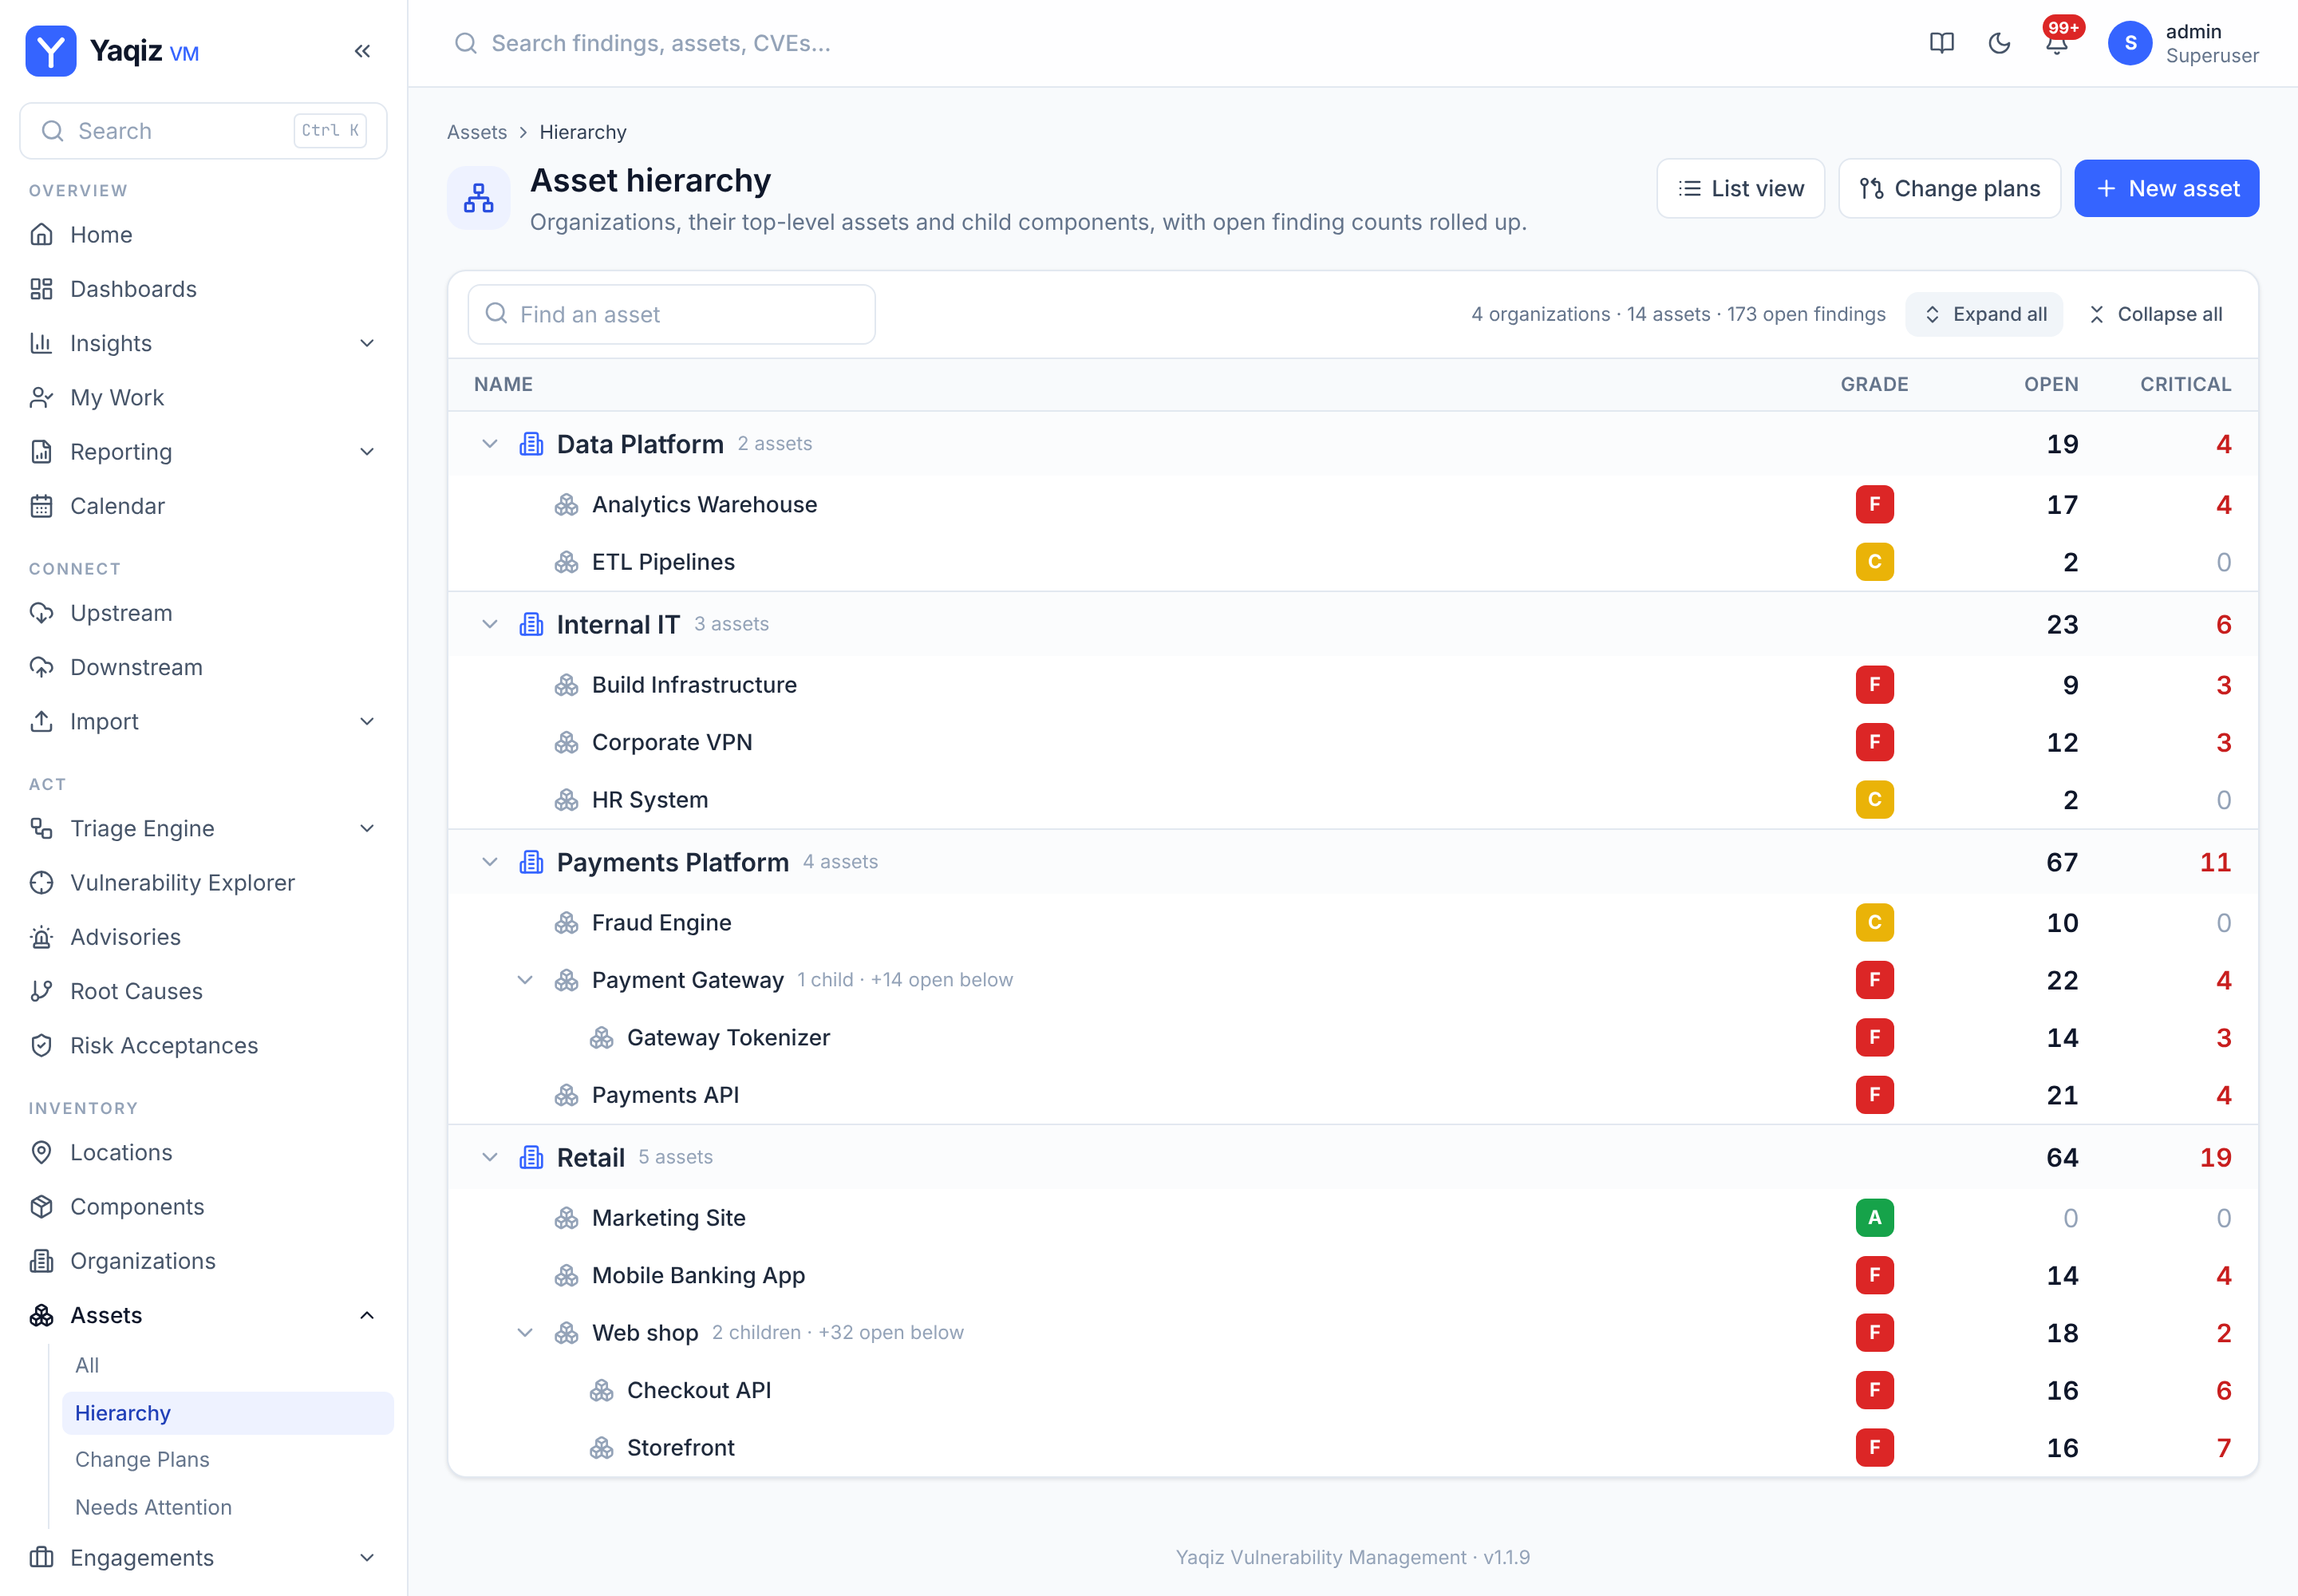 Yaqiz VM
Search Ctrl K
OVERVIEW
Home
Dashboards
Insights
My Work
Reporting
Calendar
CONNECT
Upstream
Downstream
Import
ACT
Triage Engine
Vulnerability Explorer
Advisories
Root Causes
Risk Acceptances
INVENTORY
Locations
Components
Organizations
Assets
All
Hierarchy
Change Plans
Needs Attention
Engagements
Search findings, assets, CVEs...
99+
S
admin
Superuser
Assets > Hierarchy
Asset hierarchy
Organizations, their top-level assets and child components, with open finding counts rolled up.
List view
Change plans
New asset
Find an asset
4 organizations · 14 assets · 173 open findings
Expand all
Collapse all
NAME GRADE OPEN CRITICAL
Data Platform 2 assets 19 4
Analytics Warehouse F 17 4
ETL Pipelines C 2 0
Internal IT 3 assets 23 6
Build Infrastructure F 9 3
Corporate VPN F 12 3
HR System C 2 0
Payments Platform 4 assets 67 11
Fraud Engine C 10 0
Payment Gateway 1 child · +14 open below F 22 4
Gateway Tokenizer F 14 3
Payments API F 21 4
Retail 5 assets 64 19
Marketing Site A 0 0
Mobile Banking App F 14 4
Web shop 2 children · +32 open below F 18 2
Checkout API F 16 6
Storefront F 16 7
Yaqiz Vulnerability Management · v1.1.9